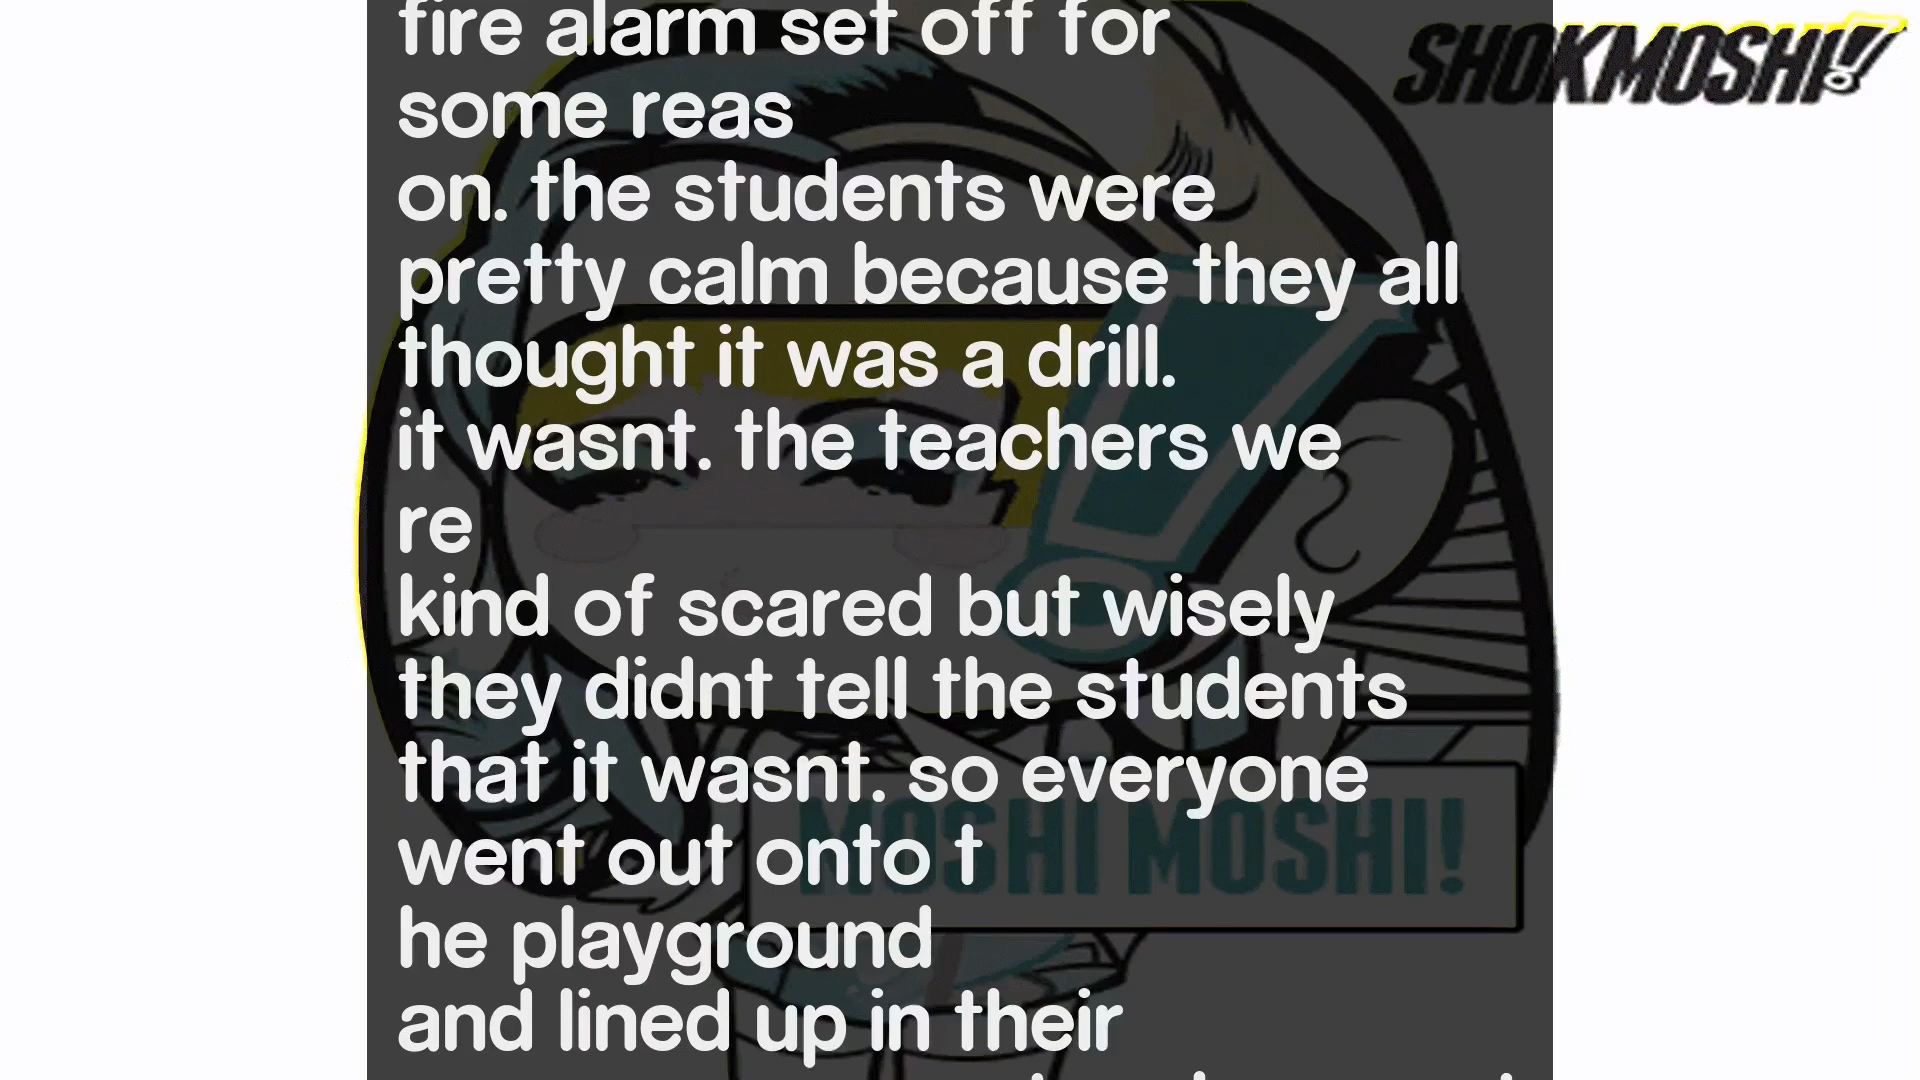 SHOKMOSHI!?
fire alarm set off for
some reas
on. the students were
pretty calm because they all
thought it was a drill.
it wasnt. the teachers we
re
kind of scared but wisely
they didnt tell the students
that it wasnt. so everyone
went out onto t
he playground
and lined up in their
MOSHI MOSHI!